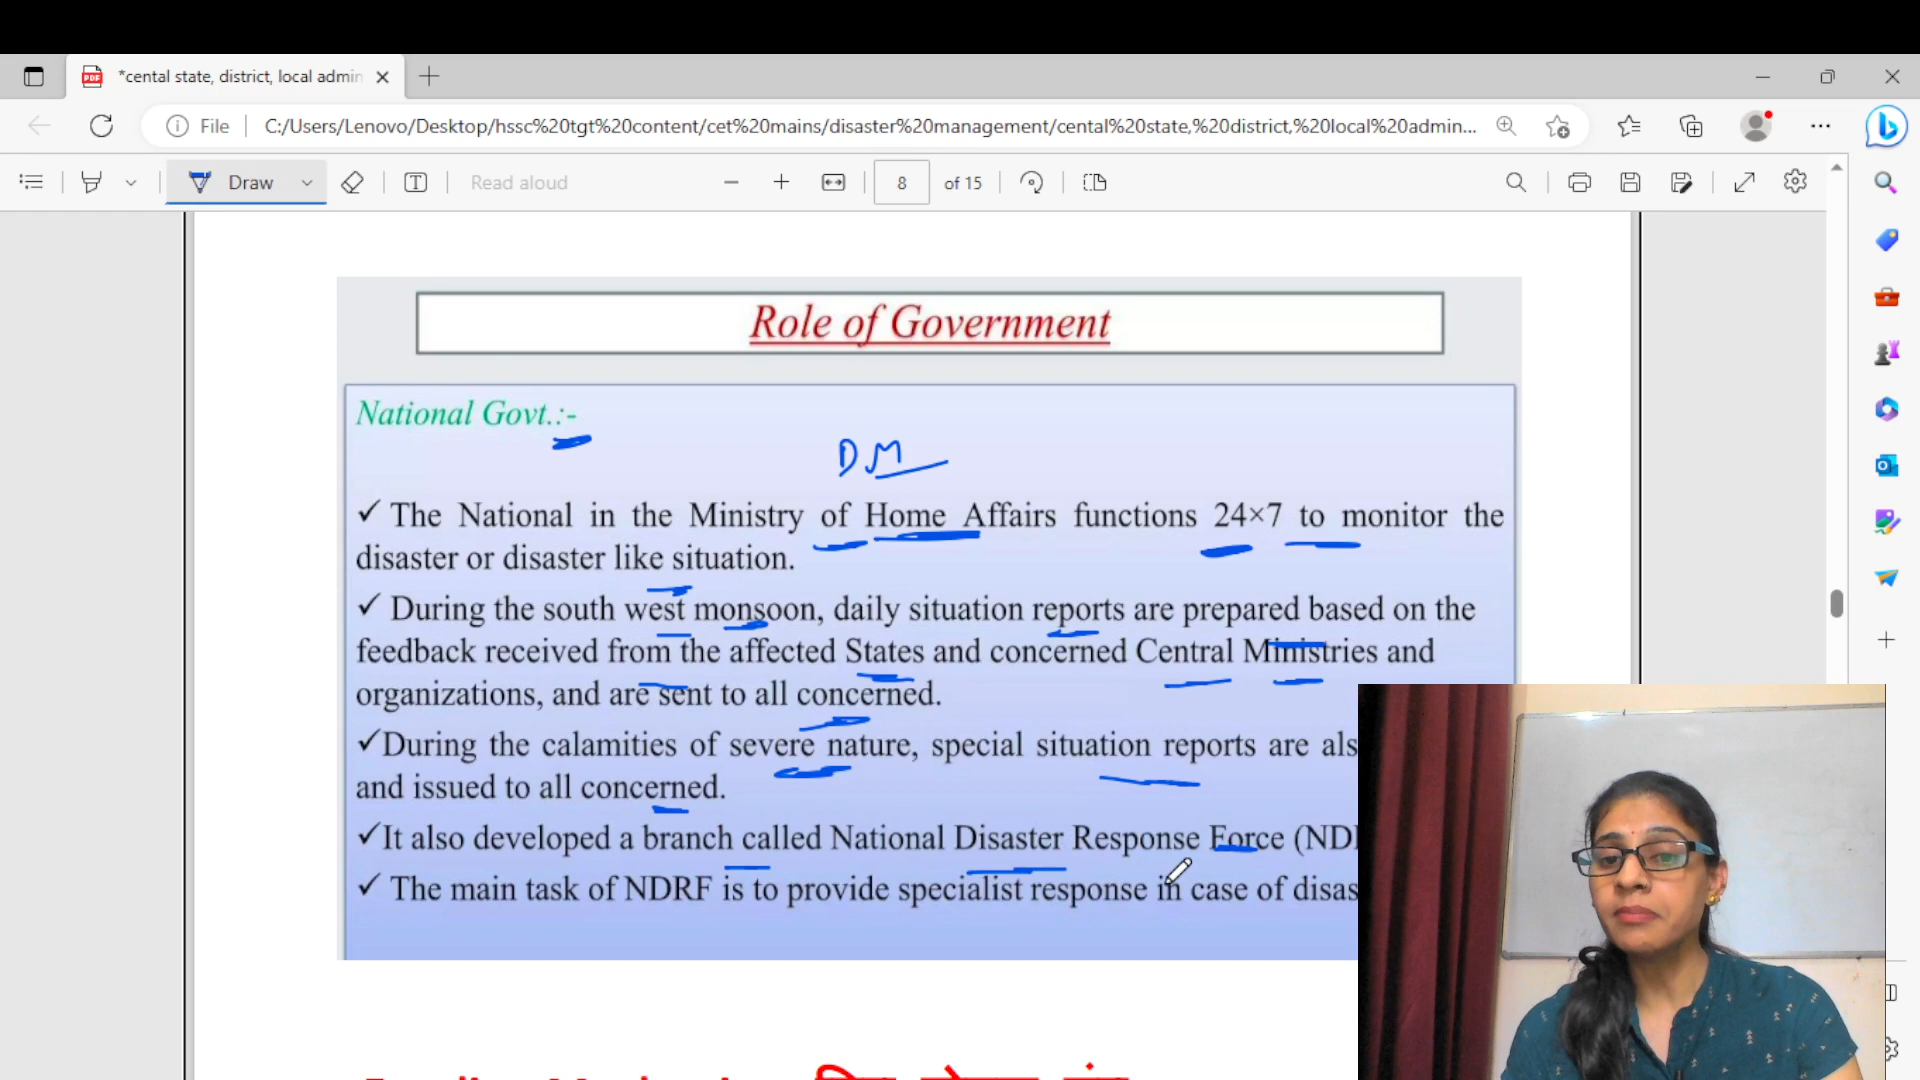 *cental state, district, local admin
File
C:/Users/Lenovo/Desktop/hssc%20tgt%20content/cet%20mains/disaster%20management/cental%20state,%20district,%20local%20admin...
Draw
Read aloud
8 of 15
Role of Government
National Govt.:-
DM
✓ The National in the Ministry of Home Affairs functions 24×7 to monitor the
disaster or disaster like situation.
✓ During the south west monsoon, daily situation reports are prepared based on the
feedback received from the affected States and concerned Central Ministries and
organizations, and are sent to all concerned.
✓During the calamities of severe nature, special situation reports are als
and issued to all concerned.
✓It also developed a branch called National Disaster Response Force (ND
✓ The main task of NDRF is to provide specialist response in case of disas